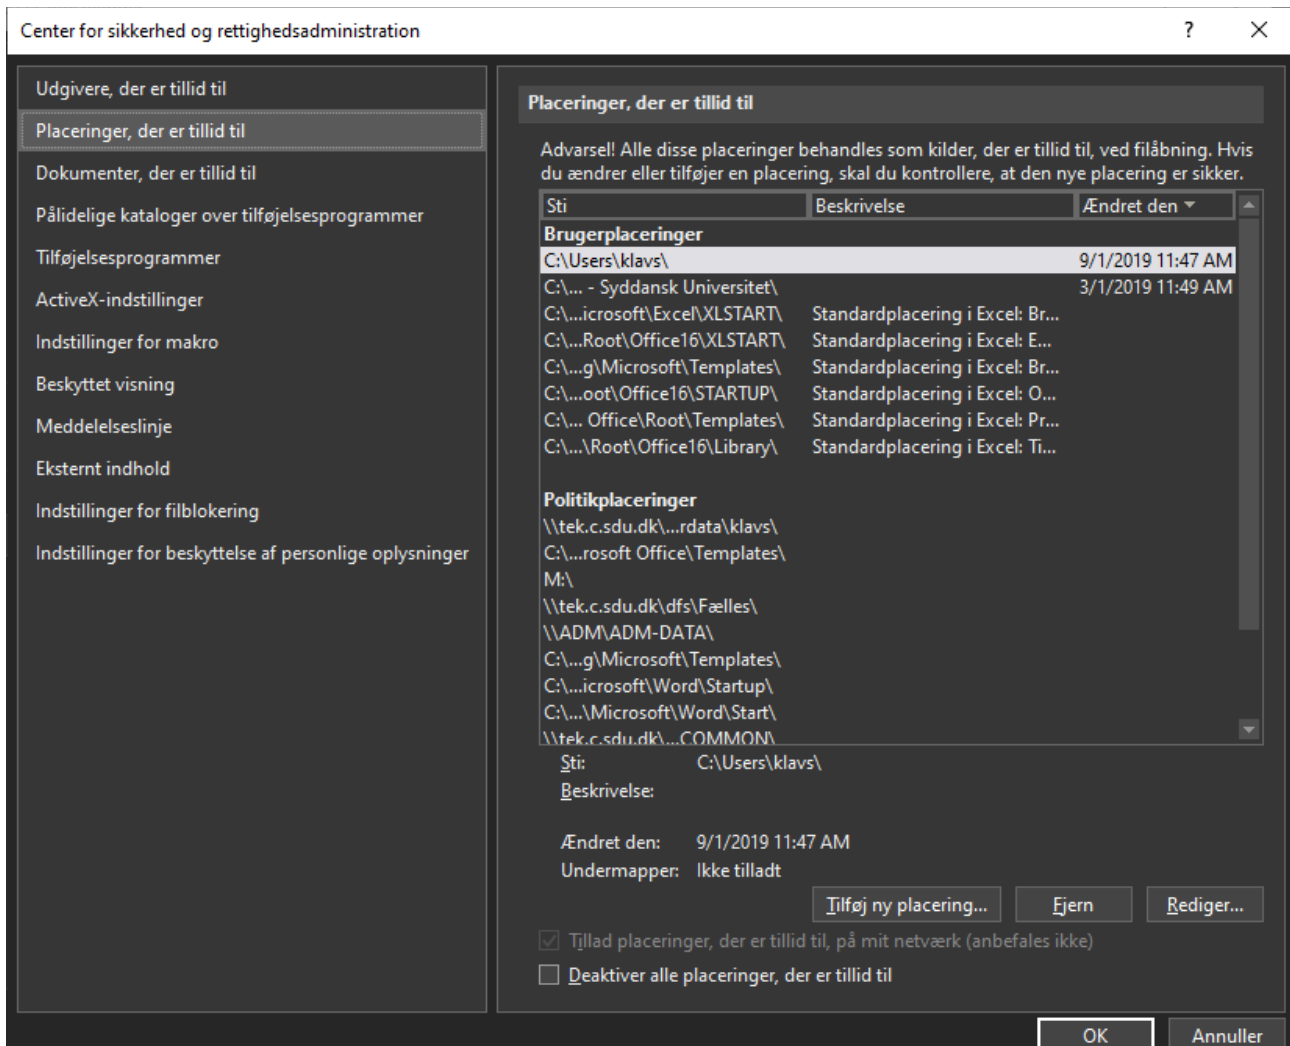 Center for sikkerhed og rettighedsadministration
?
Udgivere, der er tillid til
Placeringer, der er tillid til
Dokumenter, der er tillid til
Pålidelige kataloger over tilføjelsesprogrammer
Tilføjelsesprogrammer
ActiveX-indstillinger
Indstillinger for makro
Beskyttet visning
Meddelelseslinje
Eksternt indhold
Indstillinger for filblokering
Indstillinger for beskyttelse af personlige oplysninger
Placeringer, der er tillid til
Advarsel! Alle disse placeringer behandles som kilder, der er tillid til, ved filåbning. Hvis
du ændrer eller tilføjer en placering, skal du kontrollere, at den nye placering er sikker.
Sti Beskrivelse Ændret den
Brugerplaceringer
C:\Users\klavs\ 9/1/2019 11:47 AM
C:\... - Syddansk Universitet\ 3/1/2019 11:49 AM
C:\...icrosoft\Excel\XLSTART\ Standardplacering i Excel: Br...
C:\...Root\Office16\XLSTART\ Standardplacering i Excel: E...
C:\...g\Microsoft\Templates\ Standardplacering i Excel: Br...
C:\...oot\Office16\STARTUP\ Standardplacering i Excel: O...
C:\... Office\Root\Templates\ Standardplacering i Excel: Pr...
C:\...\Root\Office16\Library\ Standardplacering i Excel: Ti...
Politikplaceringer
\\tek.c.sdu.dk\...rdata\klavs\
C:\...rosoft Office\Templates\
M:\
\\tek.c.sdu.dk\dfs\Fælles\
\\ADM\ADM-DATA\
C:\...g\Microsoft\Templates\
C:\...icrosoft\Word\Startup\
C:\...\Microsoft\Word\Start\
\\tek.c.sdu.dk\...COMMON\
Sti: C:\Users\klavs\
Beskrivelse:
Ændret den: 9/1/2019 11:47 AM
Undermapper: Ikke tilladt
Tilføj ny placering... Fjern Rediger...
Tillad placeringer, der er tillid til, på mit netværk (anbefales ikke)
Deaktiver alle placeringer, der er tillid til
OK Annuller